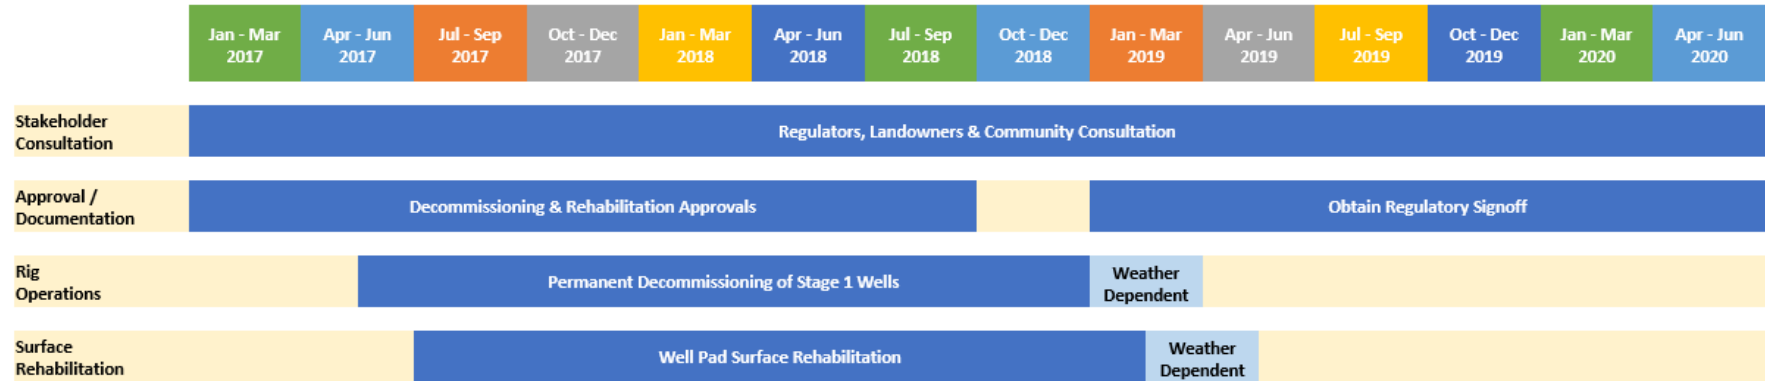 Jan - Mar
2017
Apr - Jun
2017
Jul - Sep
2017
Oct - Dec
2017
Jan - Mar
2018
Apr - Jun
2018
Jul - Sep
2018
Oct - Dec
2018
Jan - Mar
2019
Apr - Jun
2019
Jul - Sep
2019
Oct - Dec
2019
Jan - Mar
2020
Apr - Jun
2020
Stakeholder
Consultation
Regulators, Landowners & Community Consultation
Approval /
Documentation
Decommissioning & Rehabilitation Approvals
Obtain Regulatory Signoff
Rig
Operations
Permanent Decommissioning of Stage 1 Wells
Weather
Dependent
Surface
Rehabilitation
Well Pad Surface Rehabilitation
Weather
Dependent